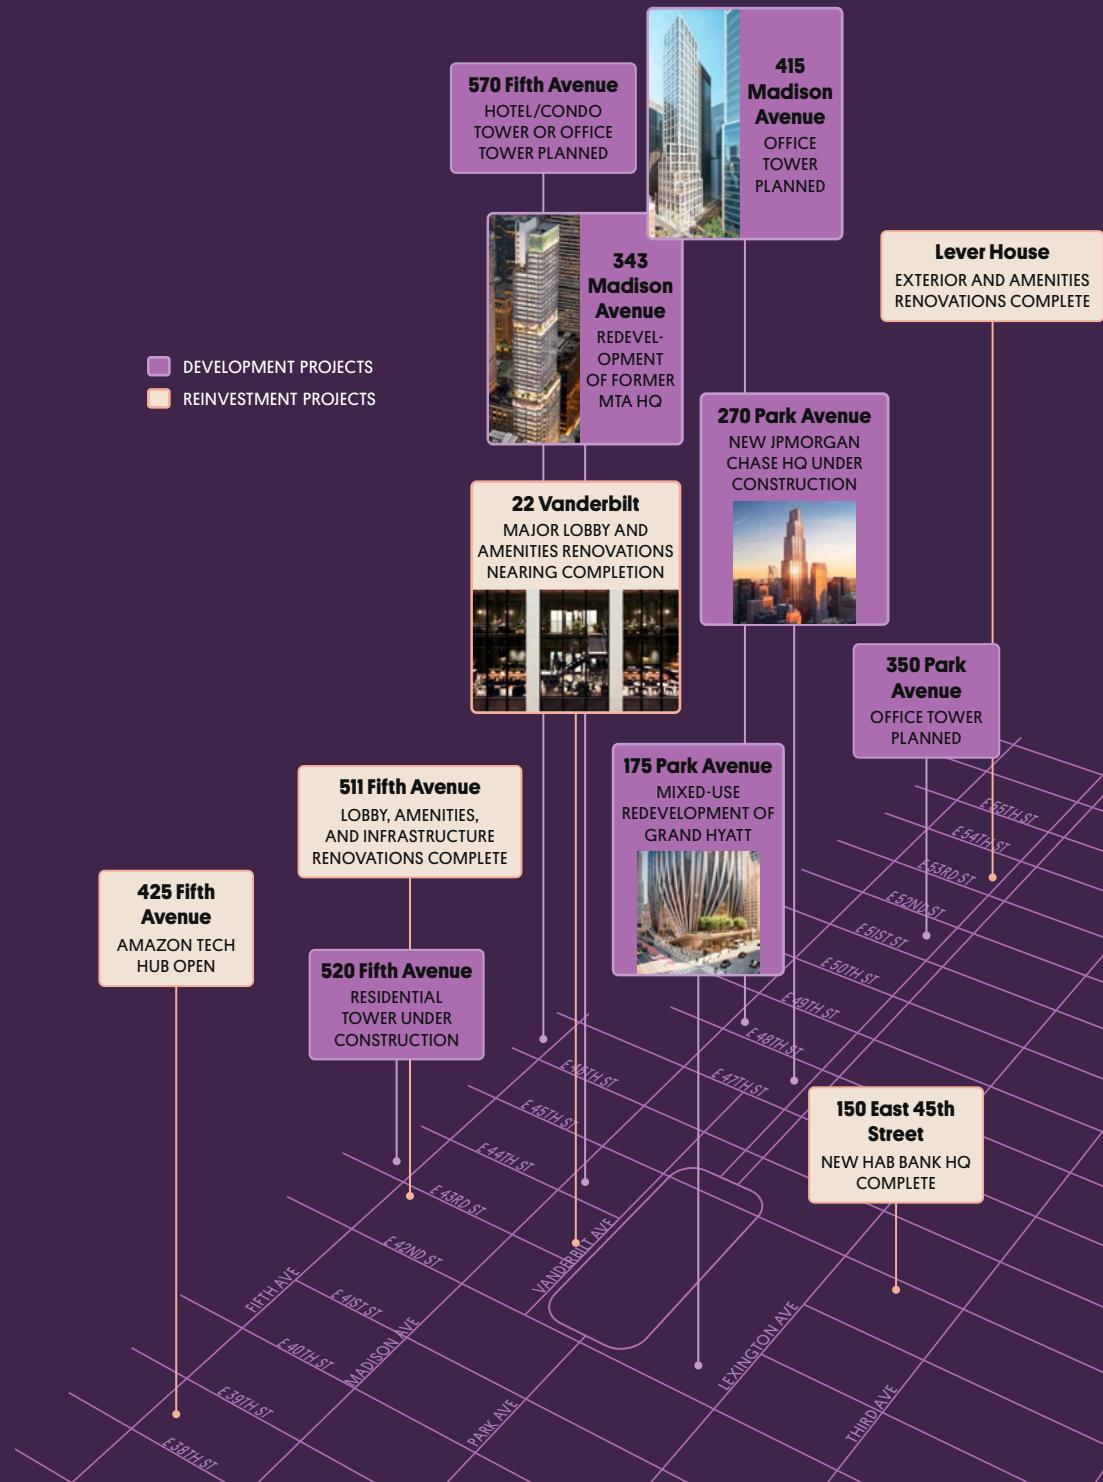 415
Madison
Avenue
OFFICE
TOWER
PLANNED
570 Fifth Avenue
HOTEL/CONDO
TOWER OR OFFICE
TOWER PLANNED
343
Madison
Avenue
REDEVEL-
OPMENT
OF FORMER
MTA HQ
Lever House
EXTERIOR AND AMENITIES
RENOVATIONS COMPLETE
DEVELOPMENT PROJECTS
REINVESTMENT PROJECTS
270 Park Avenue
NEW JPMORGAN
CHASE HQ UNDER
CONSTRUCTION
22 Vanderbilt
MAJOR LOBBY AND
AMENITIES RENOVATIONS
NEARING COMPLETION
350 Park
Avenue
OFFICE TOWER
PLANNED
175 Park Avenue
MIXED-USE
REDEVELOPMENT OF
GRAND HYATT
511 Fifth Avenue
LOBBY, AMENITIES,
AND INFRASTRUCTURE
RENOVATIONS COMPLETE
425 Fifth
Avenue
AMAZON TECH
HUB OPEN
520 Fifth Avenue
RESIDENTIAL
TOWER UNDER
CONSTRUCTION
150 East 45th
Street
NEW HAB BANK HQ
COMPLETE
E 55TH ST
E 54TH ST
E 53RD ST
E 52ND ST
E 51ST ST
E 50TH ST
E 49TH ST
E 48TH ST
E 47TH ST
E 46TH ST
E 45TH ST
E 44TH ST
E 43RD ST
E 42ND ST
E 41ST ST
E 40TH ST
E 39TH ST
E 38TH ST
FIFTH AVE
MADISON AVE
VANDERBILT AVE
PARK AVE
LEXINGTON AVE
THIRD AVE